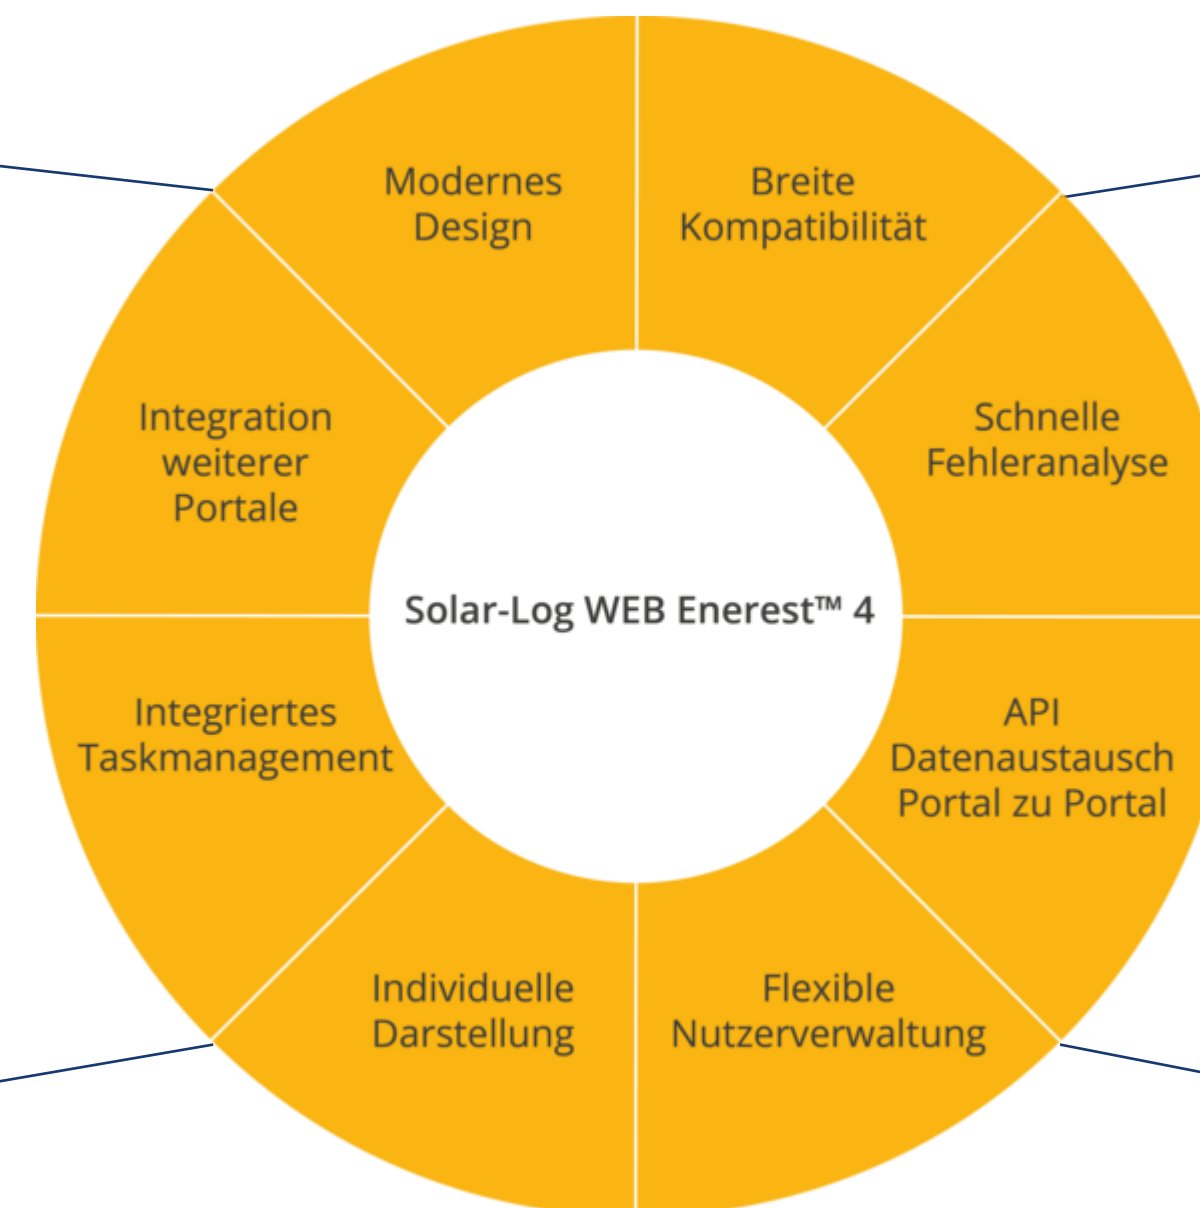 Modernes
Design
Breite
Kompatibilität
Schnelle
Fehleranalyse
API
Datenaustausch
Portal zu Portal
Flexible
Nutzerverwaltung
Individuelle
Darstellung
Integriertes
Taskmanagement
Integration
weiterer
Portale
Solar-Log WEB Enerest™ 4